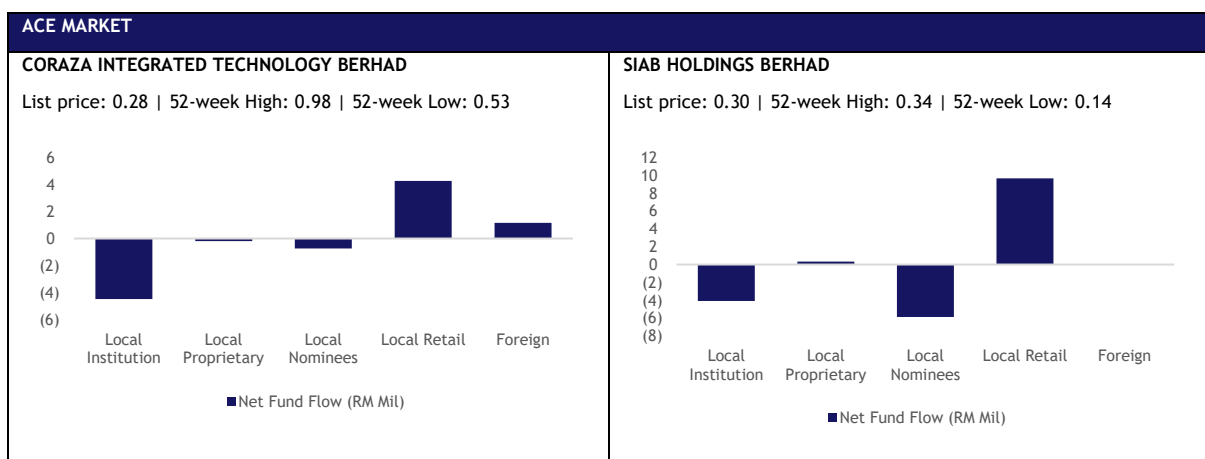 ACE MARKET
CORAZA INTEGRATED TECHNOLOGY BERHAD
List price: 0.28 | 52-week High: 0.98 | 52-week Low: 0.53
6
4
2
0
(2)
(4)
(6)
Local Institution
Local Proprietary
Local Nominees
Local Retail
Foreign
Net Fund Flow (RM Mil)
SIAB HOLDINGS BERHAD
List price: 0.30 | 52-week High: 0.34 | 52-week Low: 0.14
12
10
8
6
4
2
0
(2)
(4)
(6)
(8)
Local Institution
Local Proprietary
Local Nominees
Local Retail
Foreign
Net Fund Flow (RM Mil)